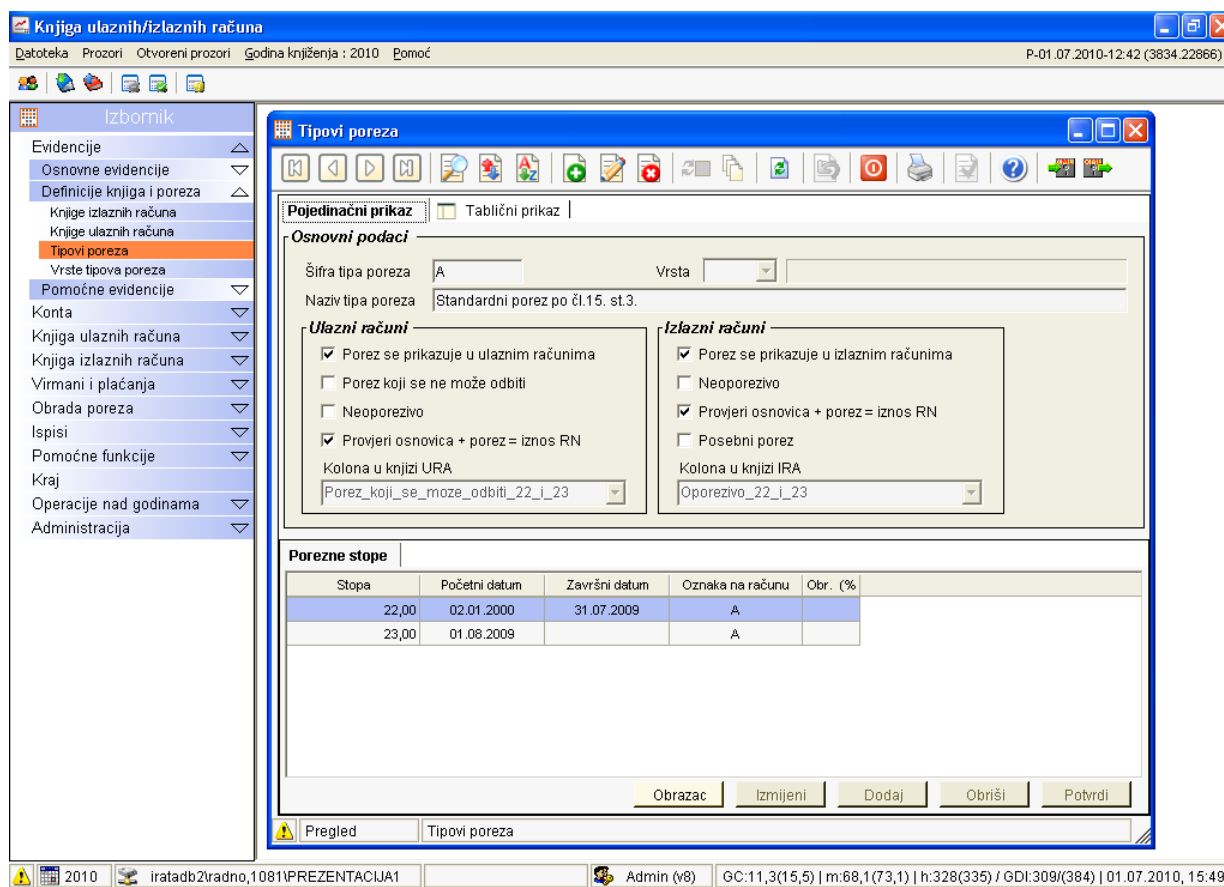 Knjiga ulaznih/izlaznih računa
Datoteka Prozori Otvoreni prozori Godina knjiženja : 2010 Pomoć P-01.07.2010-12:42 (3834.22866)
Izbornik
Evidencije
Osnovne evidencije
Definicije knjiga i poreza
Knjige izlaznih računa
Knjige ulaznih računa
Tipovi poreza
Vrste tipova poreza
Pomoćne evidencije
Konta
Knjiga ulaznih računa
Knjiga izlaznih računa
Virmani i plaćanja
Obrada poreza
Ispisi
Pomoćne funkcije
Kraj
Operacije nad godinama
Administracija
Tipovi poreza
Pojedinačni prikaz Tablični prikaz
Osnovni podaci
Šifra tipa poreza A Vrsta
Naziv tipa poreza Standardni porez po čl.15. st.3.
Ulazni računi
Porez se prikazuje u ulaznim računima
Porez koji se ne može odbiti
Neoporezivo
Provjeri osnovica + porez = iznos RN
Kolona u knjizi URA
Porez_koji_se_moze_odbiti_22_i_23
Izlazni računi
Porez se prikazuje u izlaznim računima
Neoporezivo
Provjeri osnovica + porez = iznos RN
Posebni porez
Kolona u knjizi IRA
Oporezivo_22_i_23
Porezne stope
Stopa Početni datum Završni datum Oznaka na računu Obr. (%
22,00 02.01.2000 31.07.2009 A
23,00 01.08.2009 A
Obrazac Izmijeni Dodaj Obriši Potvrdi
Pregled Tipovi poreza
2010 iratadb2\radno,1081\PREZENTACIJA1 Admin (v8) GC:11,3(15,5) | m:68,1(73,1) | h:328(335) / GDI:309/(384) | 01.07.2010, 15:49